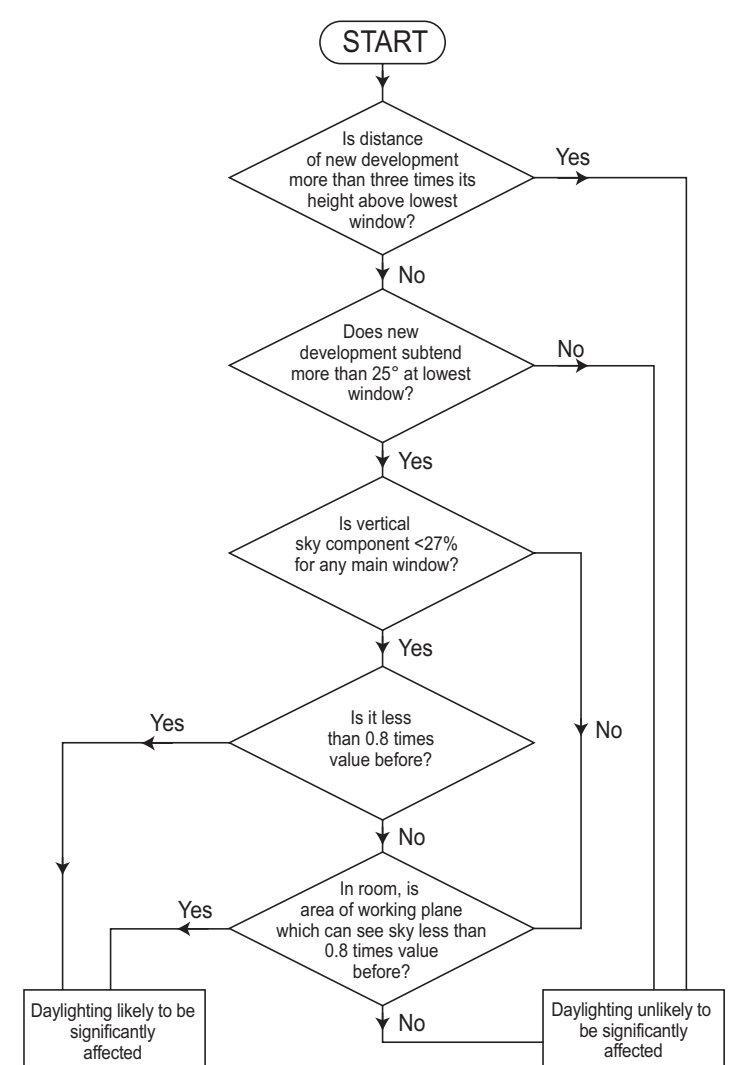 START
Is distance
of new development
more than three times its
height above lowest
window?
Yes
No
Does new
development subtend
more than 25° at lowest
window?
No
Yes
Is vertical
sky component <27%
for any main window?
Yes
No
Is it less
than 0.8 times
value before?
Yes
No
In room, is
area of working plane
which can see sky less than
0.8 times value
before?
Yes
No
Daylighting likely to be
significantly
affected
Daylighting unlikely to
be significantly
affected